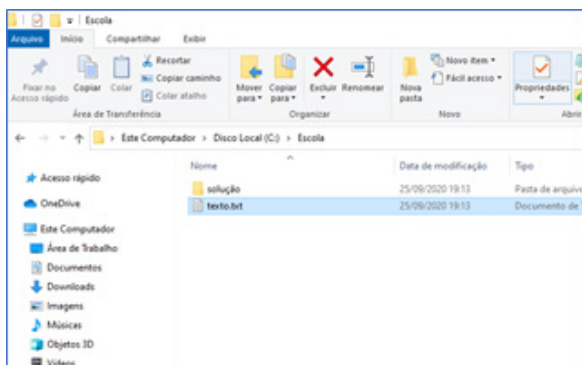 Escola
Arquivo Início Compartilhar Exibir
Fixar no Acesso rápido
Copiar
Colar
Recortar
Copiar caminho
Colar atalho
Mover para
Copiar para
Excluir
Renomear
Nova pasta
Novo item
Fácil acesso
Propriedades
Área de Transferência Organizar Novo Abrir
Este Computador > Disco Local (C:) > Escola
Nome Data de modificação Tipo
solução 25/09/2020 19:13 Pasta de arquivo
texto.txt 25/09/2020 19:13 Documento de
Acesso rápido
OneDrive
Este Computador
Área de Trabalho
Documentos
Downloads
Imagens
Músicas
Objetos 3D
Vídeos